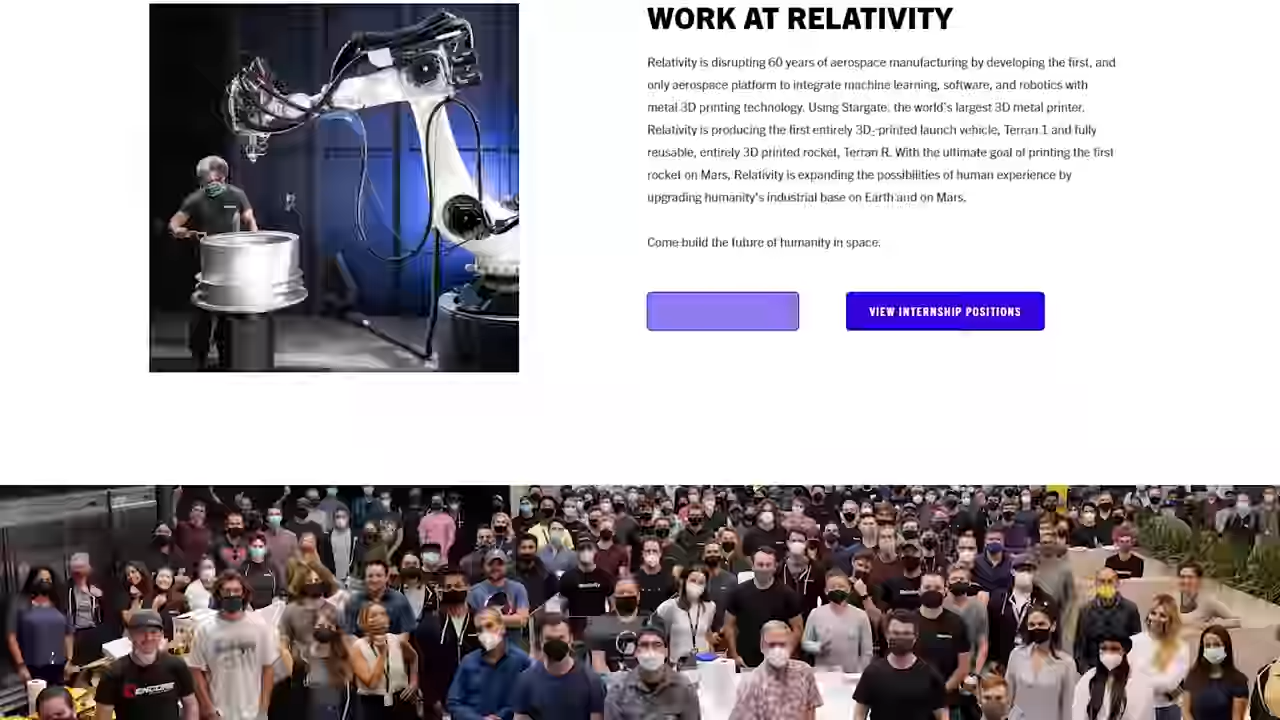 WORK AT RELATIVITY
Relativity is disrupting 60 years of aerospace manufacturing by developing the first, and
only aerospace platform to integrate machine learning, software, and robotics with
metal 3D printing technology. Using Stargate, the world's largest 3D metal printer,
Relativity is producing the first entirely 3D-printed launch vehicle, Terran 1 and fully
reusable, entirely 3D printed rocket, Terran R. With the ultimate goal of printing the first
rocket on Mars, Relativity is expanding the possibilities of human experience by
upgrading humanity's industrial base on Earth and on Mars.
Come build the future of humanity in space.
VIEW INTERNSHIP POSITIONS